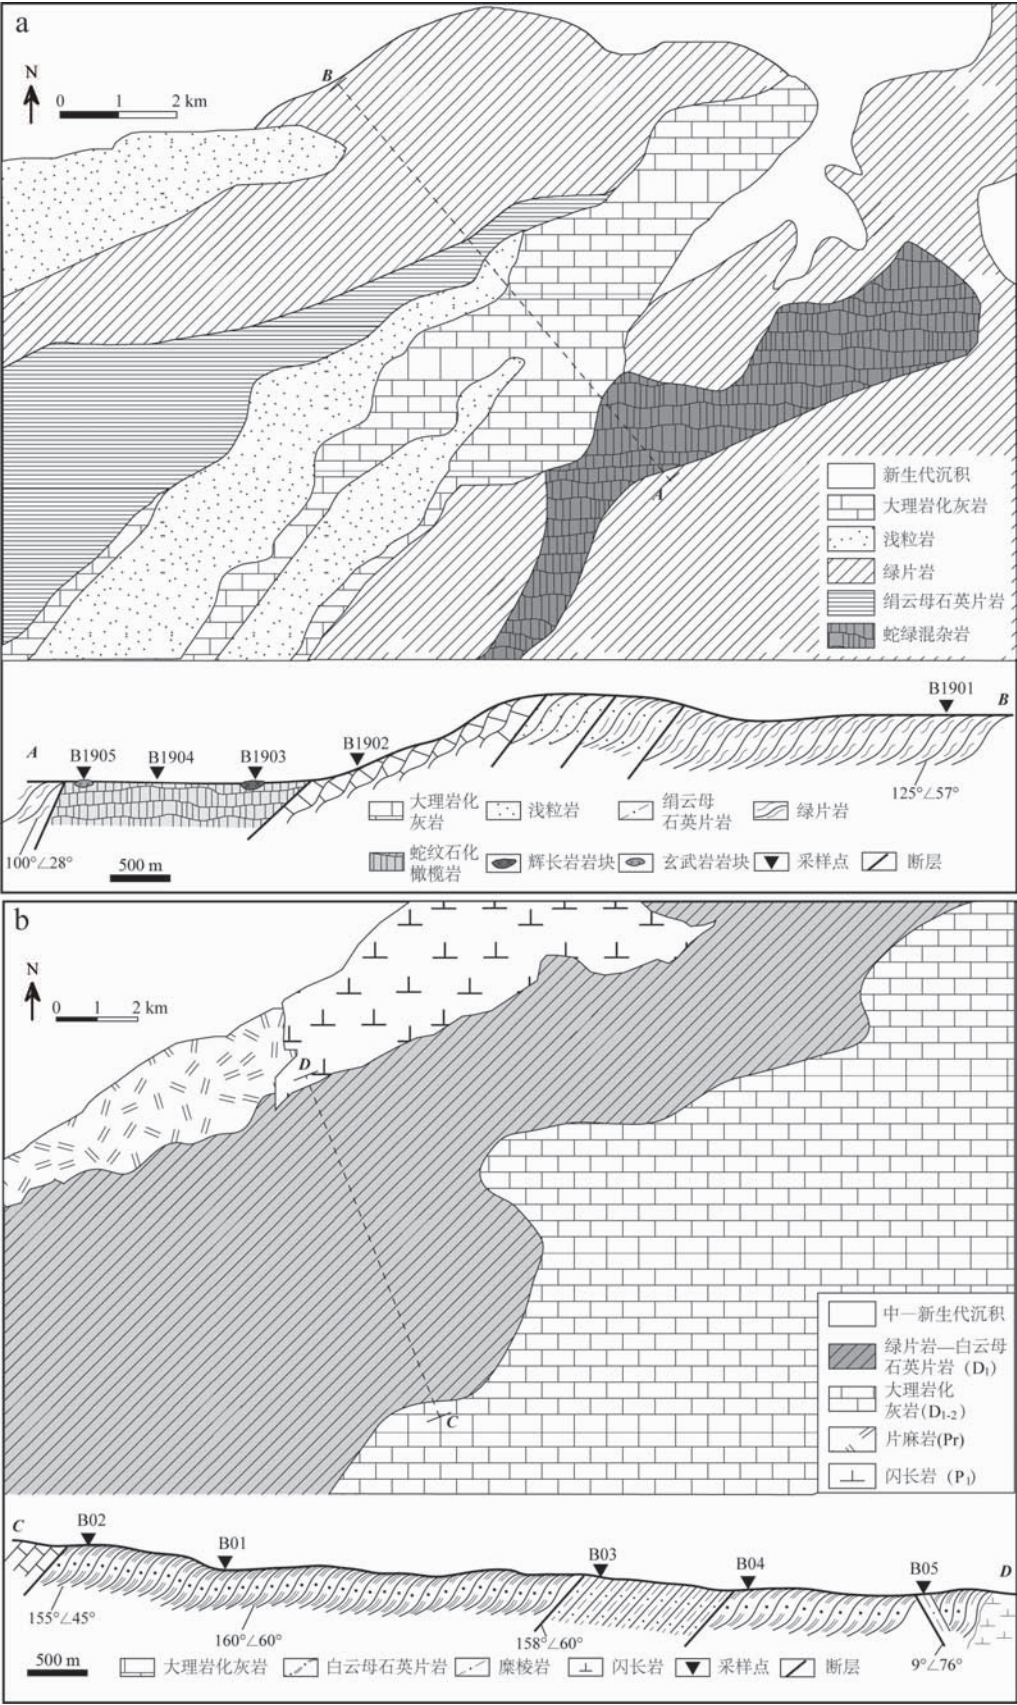 a
N
0 1 2 km
B
A
新生代沉积
大理岩化灰岩
浅粒岩
绿片岩
绢云母石英片岩
蛇绿混杂岩
A
B1905
B1904
B1903
B1902
B1901
B
125°∠57°
100°∠28°
500 m
大理岩化
灰岩
浅粒岩
绢云母
石英片岩
绿片岩
蛇纹石化
橄榄岩
辉长岩岩块
玄武岩岩块
采样点
断层
b
N
0 1 2 km
D
C
中—新生代沉积
绿片岩—白云母
石英片岩（D₁）
大理岩化
灰岩(D₁₋₂)
片麻岩(Pr)
闪长岩（P₁）
C
B02
B01
B03
B04
B05
D
155°∠45°
160°∠60°
158°∠60°
9°∠76°
500 m
大理岩化灰岩
白云母石英片岩
糜棱岩
闪长岩
采样点
断层